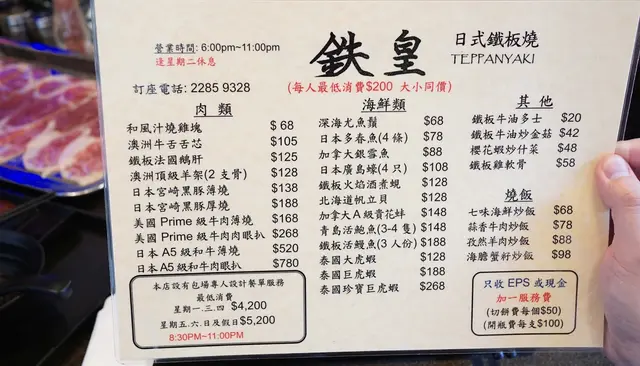 營業時間: 6:00pm~11:00pm
逢星期二休息
鉄皇
日式鐵板燒
TEPPANYAKI
訂座電話: 2285 9328
(每人最低消費$200 大小同價)
肉 類
和風汁燒雞塊 $ 68
澳洲牛舌芯 $105
鐵板法國鵝肝 $125
澳洲頂級羊架(2 支骨) $128
日本宮崎黑豚薄燒 $138
日本宮崎黑豚厚燒 $188
美國 Prime 級牛肉薄燒 $168
美國 Prime 級牛肉肉眼扒 $268
日本 A5 級和牛薄燒 $520
日本 A5 級和牛肉眼扒 $780
本店設有包場專人設計餐單服務
最低消費
星期一.三.四 $4,200
星期五.六.日及假日$5,200
8:30PM~11:00PM
海鮮類
深海尤魚鬚 $68
日本多春魚(4 條) $78
加拿大銀雪魚 $88
日本廣島蠔(4 只) $108
鐵板火焰酒煮蜆 $128
北海道帆立貝 $128
加拿大 A 級貴花蚌 $148
青島活鮑魚(3-4 隻) $148
鐵板活鰻魚(3 人份) $188
泰國大虎蝦 $128
泰國巨虎蝦 $188
泰國珍寶巨虎蝦 $268
其 他
鐵板牛油多士 $20
鐵板牛油炒金菇 $42
櫻花蝦炒什菜 $48
鐵板雞軟骨 $58
燒飯
七味海鮮炒飯 $68
蒜香牛肉炒飯 $78
孜然羊肉炒飯 $88
海膽蟹籽炒飯 $98
只收 EPS 或現金
加一服務費
(切餅費每個$50)
(開瓶費每支$100)